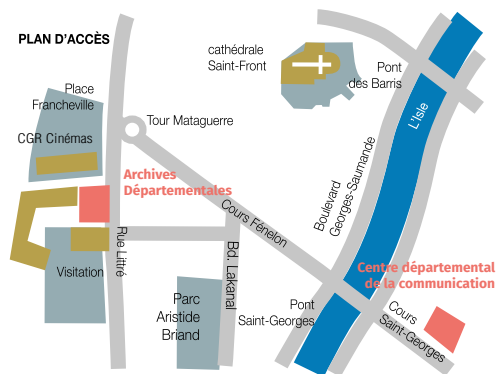 PLAN D'ACCÈS
cathédrale
Saint-Front
Pont
des Barris
Place
Francheville
CGR Cinémas
Tour Mataguerre
L'Isle
Archives
Départementales
Boulevard
Georges-Saumande
Cours Fénelon
Rue Littré
Bd. Lakanal
Visitation
Centre départemental
de la communication
Parc
Aristide
Briand
Pont
Saint-Georges
Cours
Saint-Georges